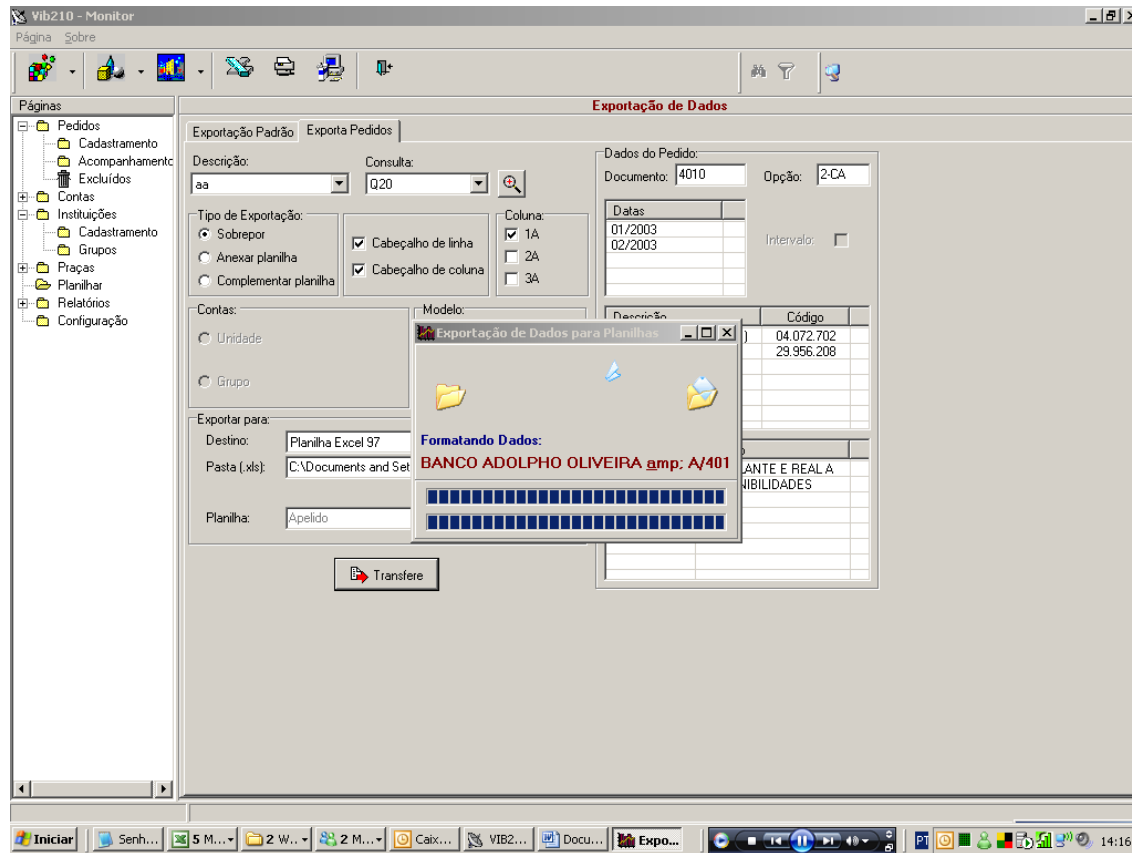 Vib210 - Monitor
Página Sobre
Páginas
Exportação de Dados
Pedidos
Cadastramento
Acompanhamento
Excluídos
Contas
Instituições
Cadastramento
Grupos
Praças
Planilhar
Relatórios
Configuração
Exportação Padrão Exporta Pedidos
Descrição: Consulta:
aa Q20
Tipo de Exportação:
Sobrepor
Anexar planilha
Complementar planilha
Cabeçalho de linha
Cabeçalho de coluna
Coluna:
1A
2A
3A
Contas:
Unidade
Grupo
Modelo:
Exportar para:
Destino: Planilha Excel 97
Pasta (.xls): C:\Documents and Set
Planilha: Apelido
Transfere
Dados do Pedido:
Documento: 4010 Opção: 2-CA
Datas
01/2003
02/2003
Intervalo:
Descrição Código
) 04.072.702
29.956.208
ANTE E REAL A
NIBILIDADES
Exportação de Dados para Planilhas
Formatando Dados:
BANCO ADOLPHO OLIVEIRA amp; A/401
Iniciar Senh... 5 M... 2 W... 2 M... Caix... VIB2... Docu... Expo... PT 14:16